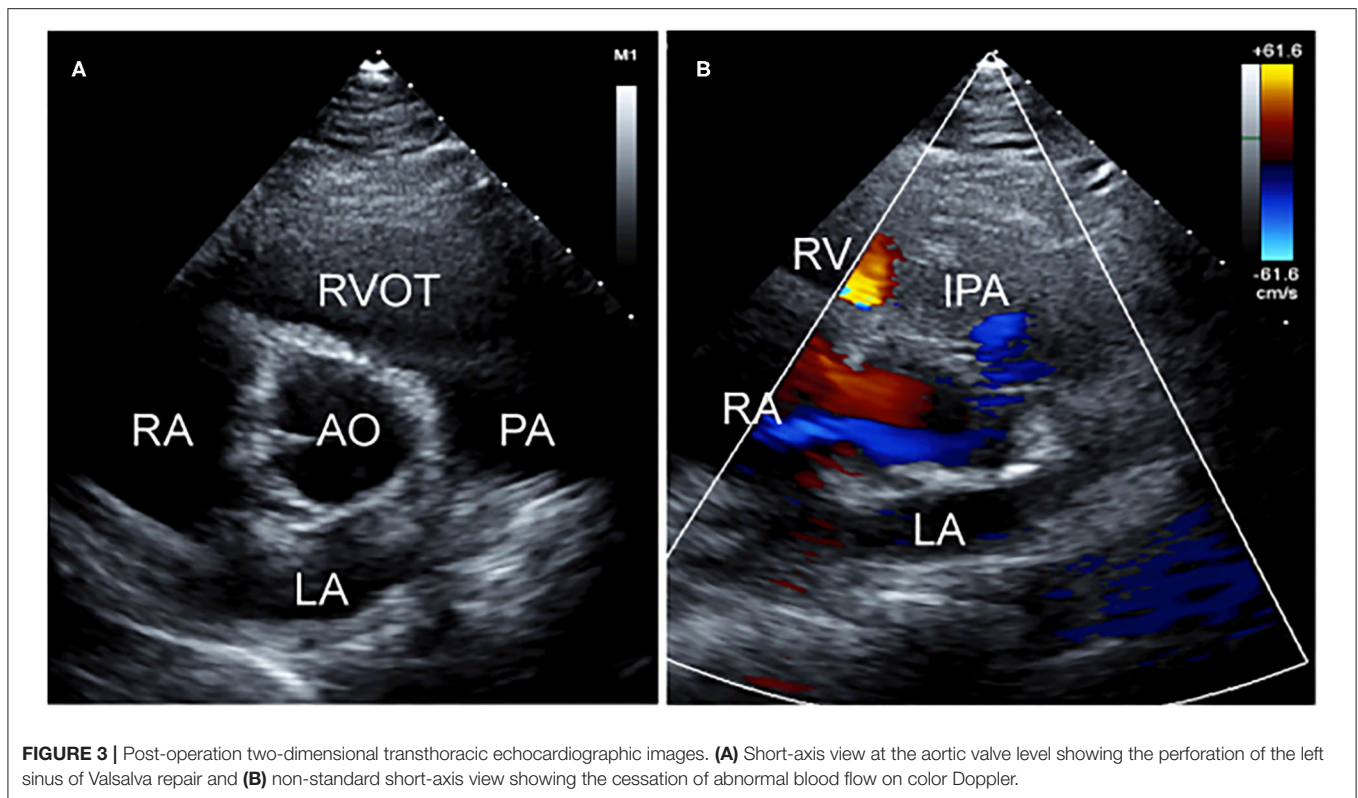 A
M1
RVOT
RA
AO
PA
LA
B
+61.6
-61.6
cm/s
RV
IPA
RA
LA
FIGURE 3 | Post-operation two-dimensional transthoracic echocardiographic images. (A) Short-axis view at the aortic valve level showing the perforation of the left
sinus of Valsalva repair and (B) non-standard short-axis view showing the cessation of abnormal blood flow on color Doppler.